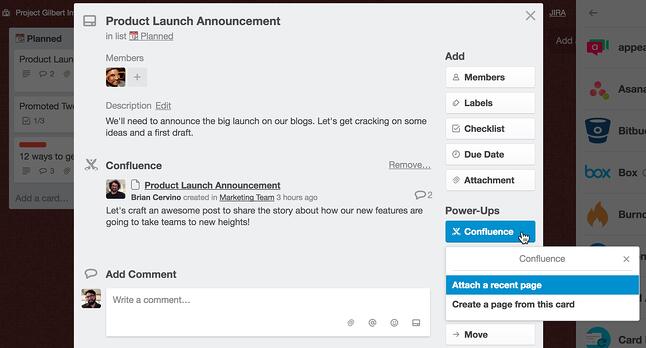 Project Gilbert In
JIRA
Planned
Product Laun
2
Promoted Twe
1/3
12 ways to ge
3
Add a card…
Product Launch Announcement
in list Planned
Members
+
Description Edit
We'll need to announce the big launch on our blogs. Let's get cracking on some
ideas and a first draft.
Confluence
Remove…
Product Launch Announcement
Brian Cervino created in Marketing Team 3 hours ago
2
Let's craft an awesome post to share the story about how our new features are
going to take teams to new heights!
Add Comment
Write a comment…
Add
Members
Labels
Checklist
Due Date
Attachment
Power-Ups
Confluence
Confluence
Attach a recent page
Create a page from this card
Move
Add a
appea
Asana
Bitbuc
box
Box
Burnd
Card